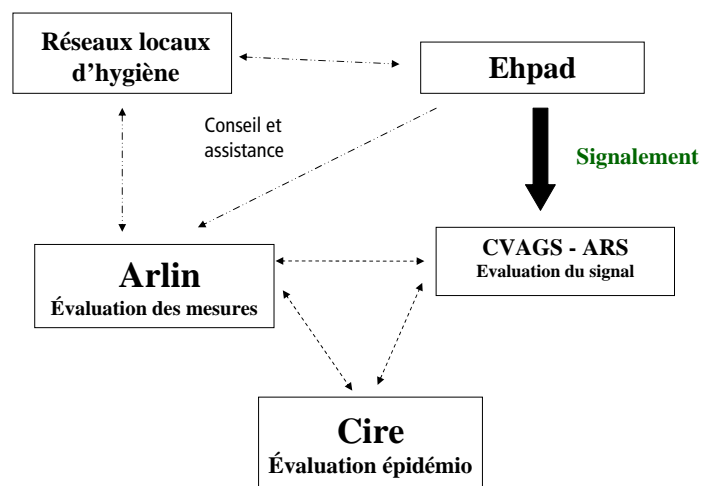 Réseaux locaux
d'hygiène
Ehpad
Conseil et
assistance
Signalement
CVAGS - ARS
Evaluation du signal
Arlin
Évaluation des mesures
Cire
Évaluation épidémio